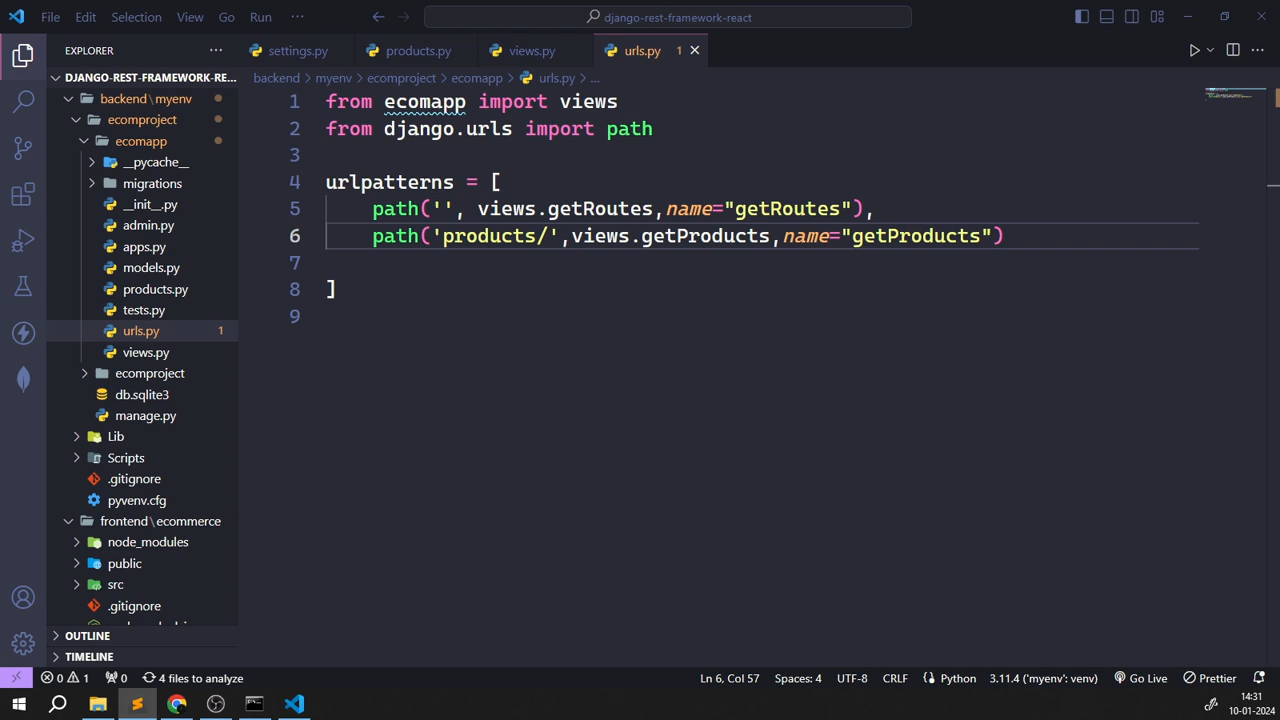 File Edit Selection View Go Run ···
django-rest-framework-react
EXPLORER
settings.py
products.py
views.py
urls.py 1
DJANGO-REST-FRAMEWORK-RE...
backend > myenv > ecomproject > ecomapp > urls.py > ...
backend\myenv
ecomproject
ecomapp
__pycache__
migrations
__init__.py
admin.py
apps.py
models.py
products.py
tests.py
urls.py 1
views.py
ecomproject
db.sqlite3
manage.py
Lib
Scripts
.gitignore
pyvenv.cfg
frontend\ecommerce
node_modules
public
src
.gitignore
OUTLINE
TIMELINE
1 from ecomapp import views
2 from django.urls import path
3
4 urlpatterns = [
5 path('', views.getRoutes,name="getRoutes"),
6 path('products/',views.getProducts,name="getProducts")
7
8 ]
9
0 1 0 4 files to analyze
Ln 6, Col 57 Spaces: 4 UTF-8 CRLF Python 3.11.4 ('myenv': venv) Go Live Prettier
14:31
10-01-2024